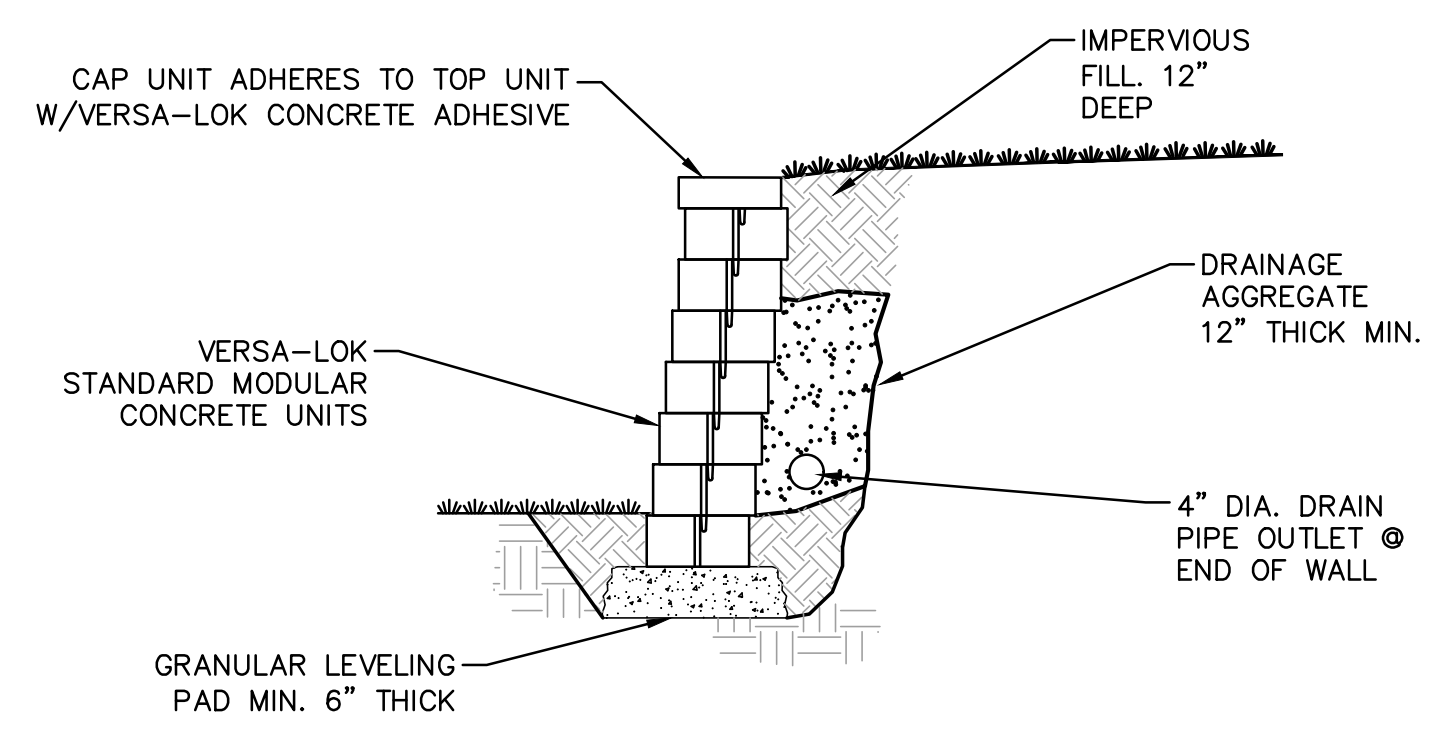 CAP UNIT ADHERES TO TOP UNIT
W/VERSA–LOK CONCRETE ADHESIVE
IMPERVIOUS
FILL. 12”
DEEP
DRAINAGE
AGGREGATE
12” THICK MIN.
VERSA–LOK
STANDARD MODULAR
CONCRETE UNITS
4” DIA. DRAIN
PIPE OUTLET @
END OF WALL
GRANULAR LEVELING
PAD MIN. 6” THICK